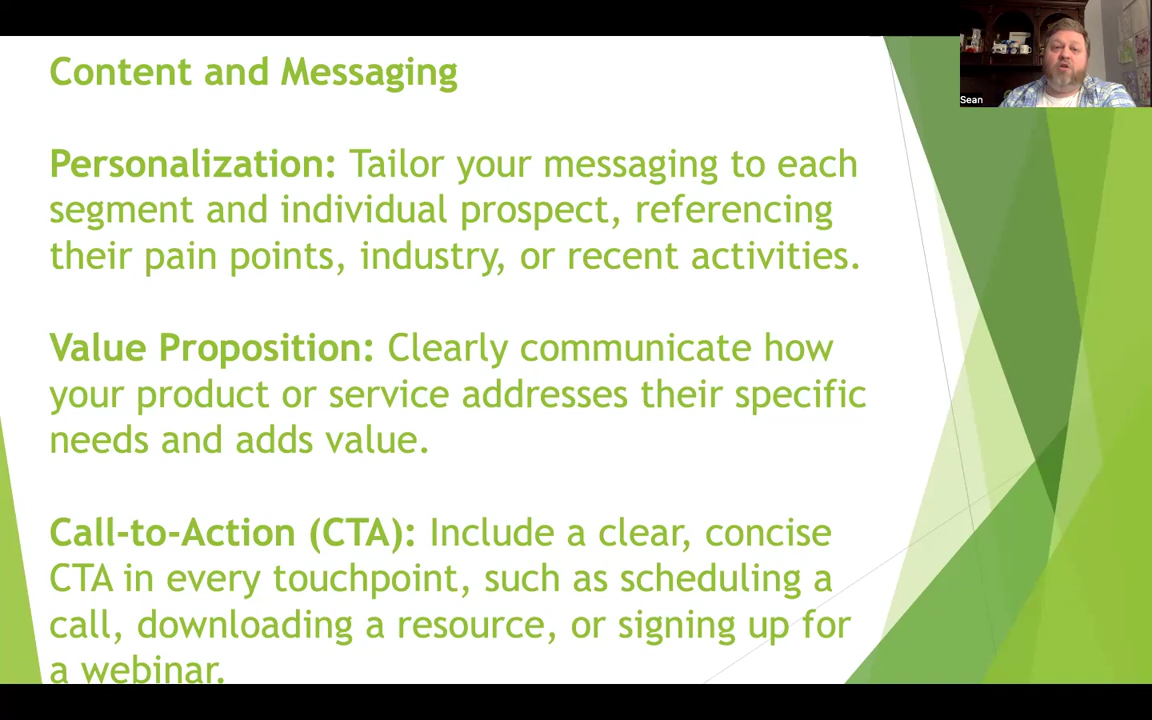 Content and Messaging
Personalization: Tailor your messaging to each
segment and individual prospect, referencing
their pain points, industry, or recent activities.
Value Proposition: Clearly communicate how
your product or service addresses their specific
needs and adds value.
Call-to-Action (CTA): Include a clear, concise
CTA in every touchpoint, such as scheduling a
call, downloading a resource, or signing up for
a webinar.
Sean